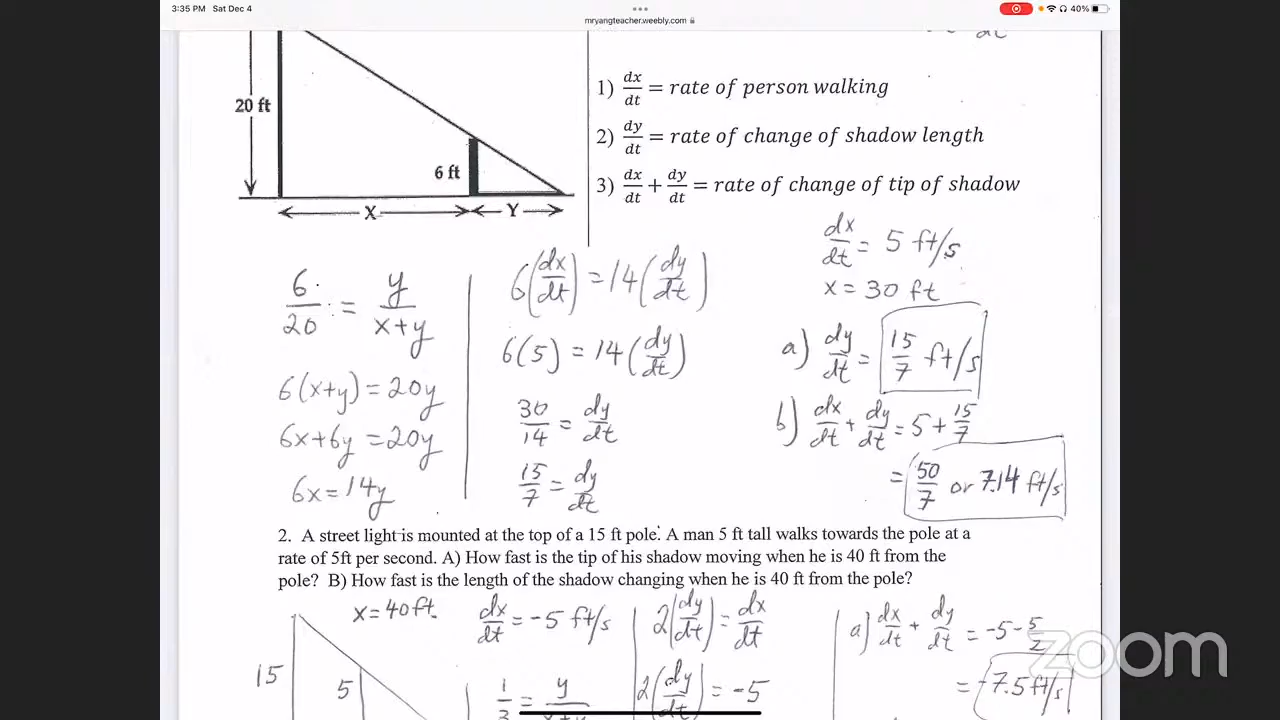 3:35 PM Sat Dec 4
mryangteacher.weebly.com
40%
20 ft
6 ft
X
Y
1) dx/dt = rate of person walking
2) dy/dt = rate of change of shadow length
3) dx/dt + dy/dt = rate of change of tip of shadow
6/20 = y/(x+y)
6(x+y) = 20y
6x+6y = 20y
6x = 14y
6(dx/dt) = 14(dy/dt)
6(5) = 14(dy/dt)
30/14 = dy/dt
15/7 = dy/dt
dx/dt = 5 ft/s
x = 30 ft
a) dy/dt = 15/7 ft/s
b) dx/dt + dy/dt = 5 + 15/7
= 50/7 or 7.14 ft/s
2. A street light is mounted at the top of a 15 ft pole. A man 5 ft tall walks towards the pole at a
rate of 5ft per second. A) How fast is the tip of his shadow moving when he is 40 ft from the
pole? B) How fast is the length of the shadow changing when he is 40 ft from the pole?
x = 40 ft.
15
5
dx/dt = -5 ft/s
1/3 = y/(x+y)
2(dy/dt) = dx/dt
2(dy/dt) = -5
a) dx/dt + dy/dt = -5 - 5/2
= -7.5 ft/s
zoom